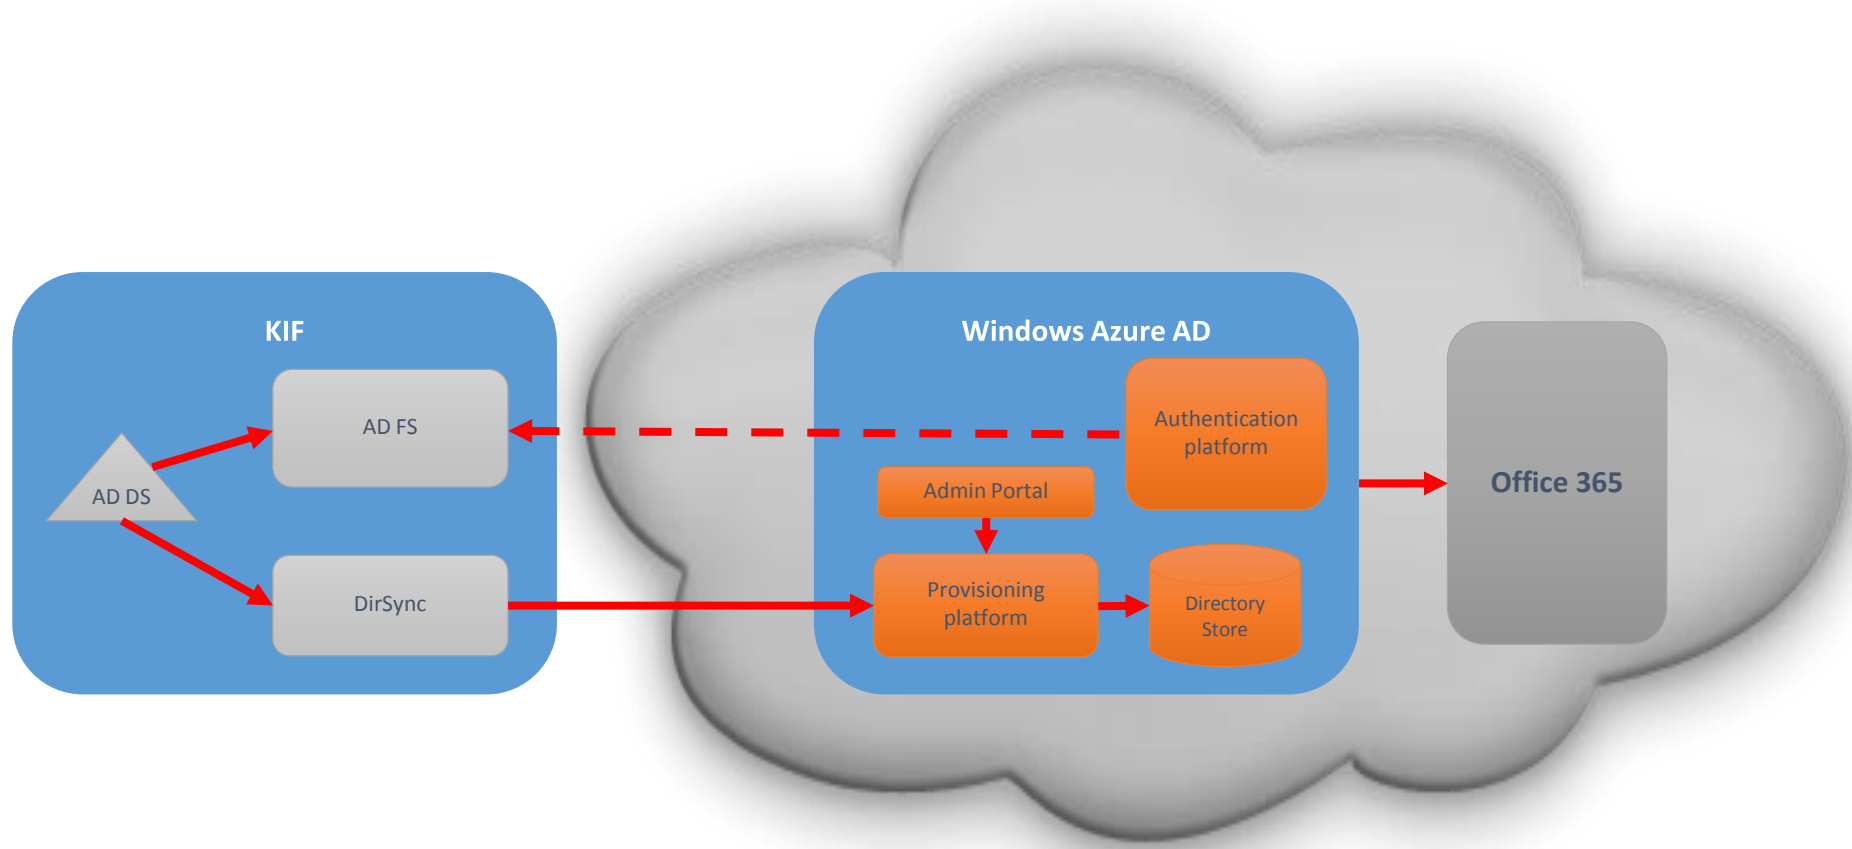 KIF
AD FS
AD DS
DirSync
Windows Azure AD
Authentication
platform
Admin Portal
Provisioning
platform
Directory
Store
Office 365